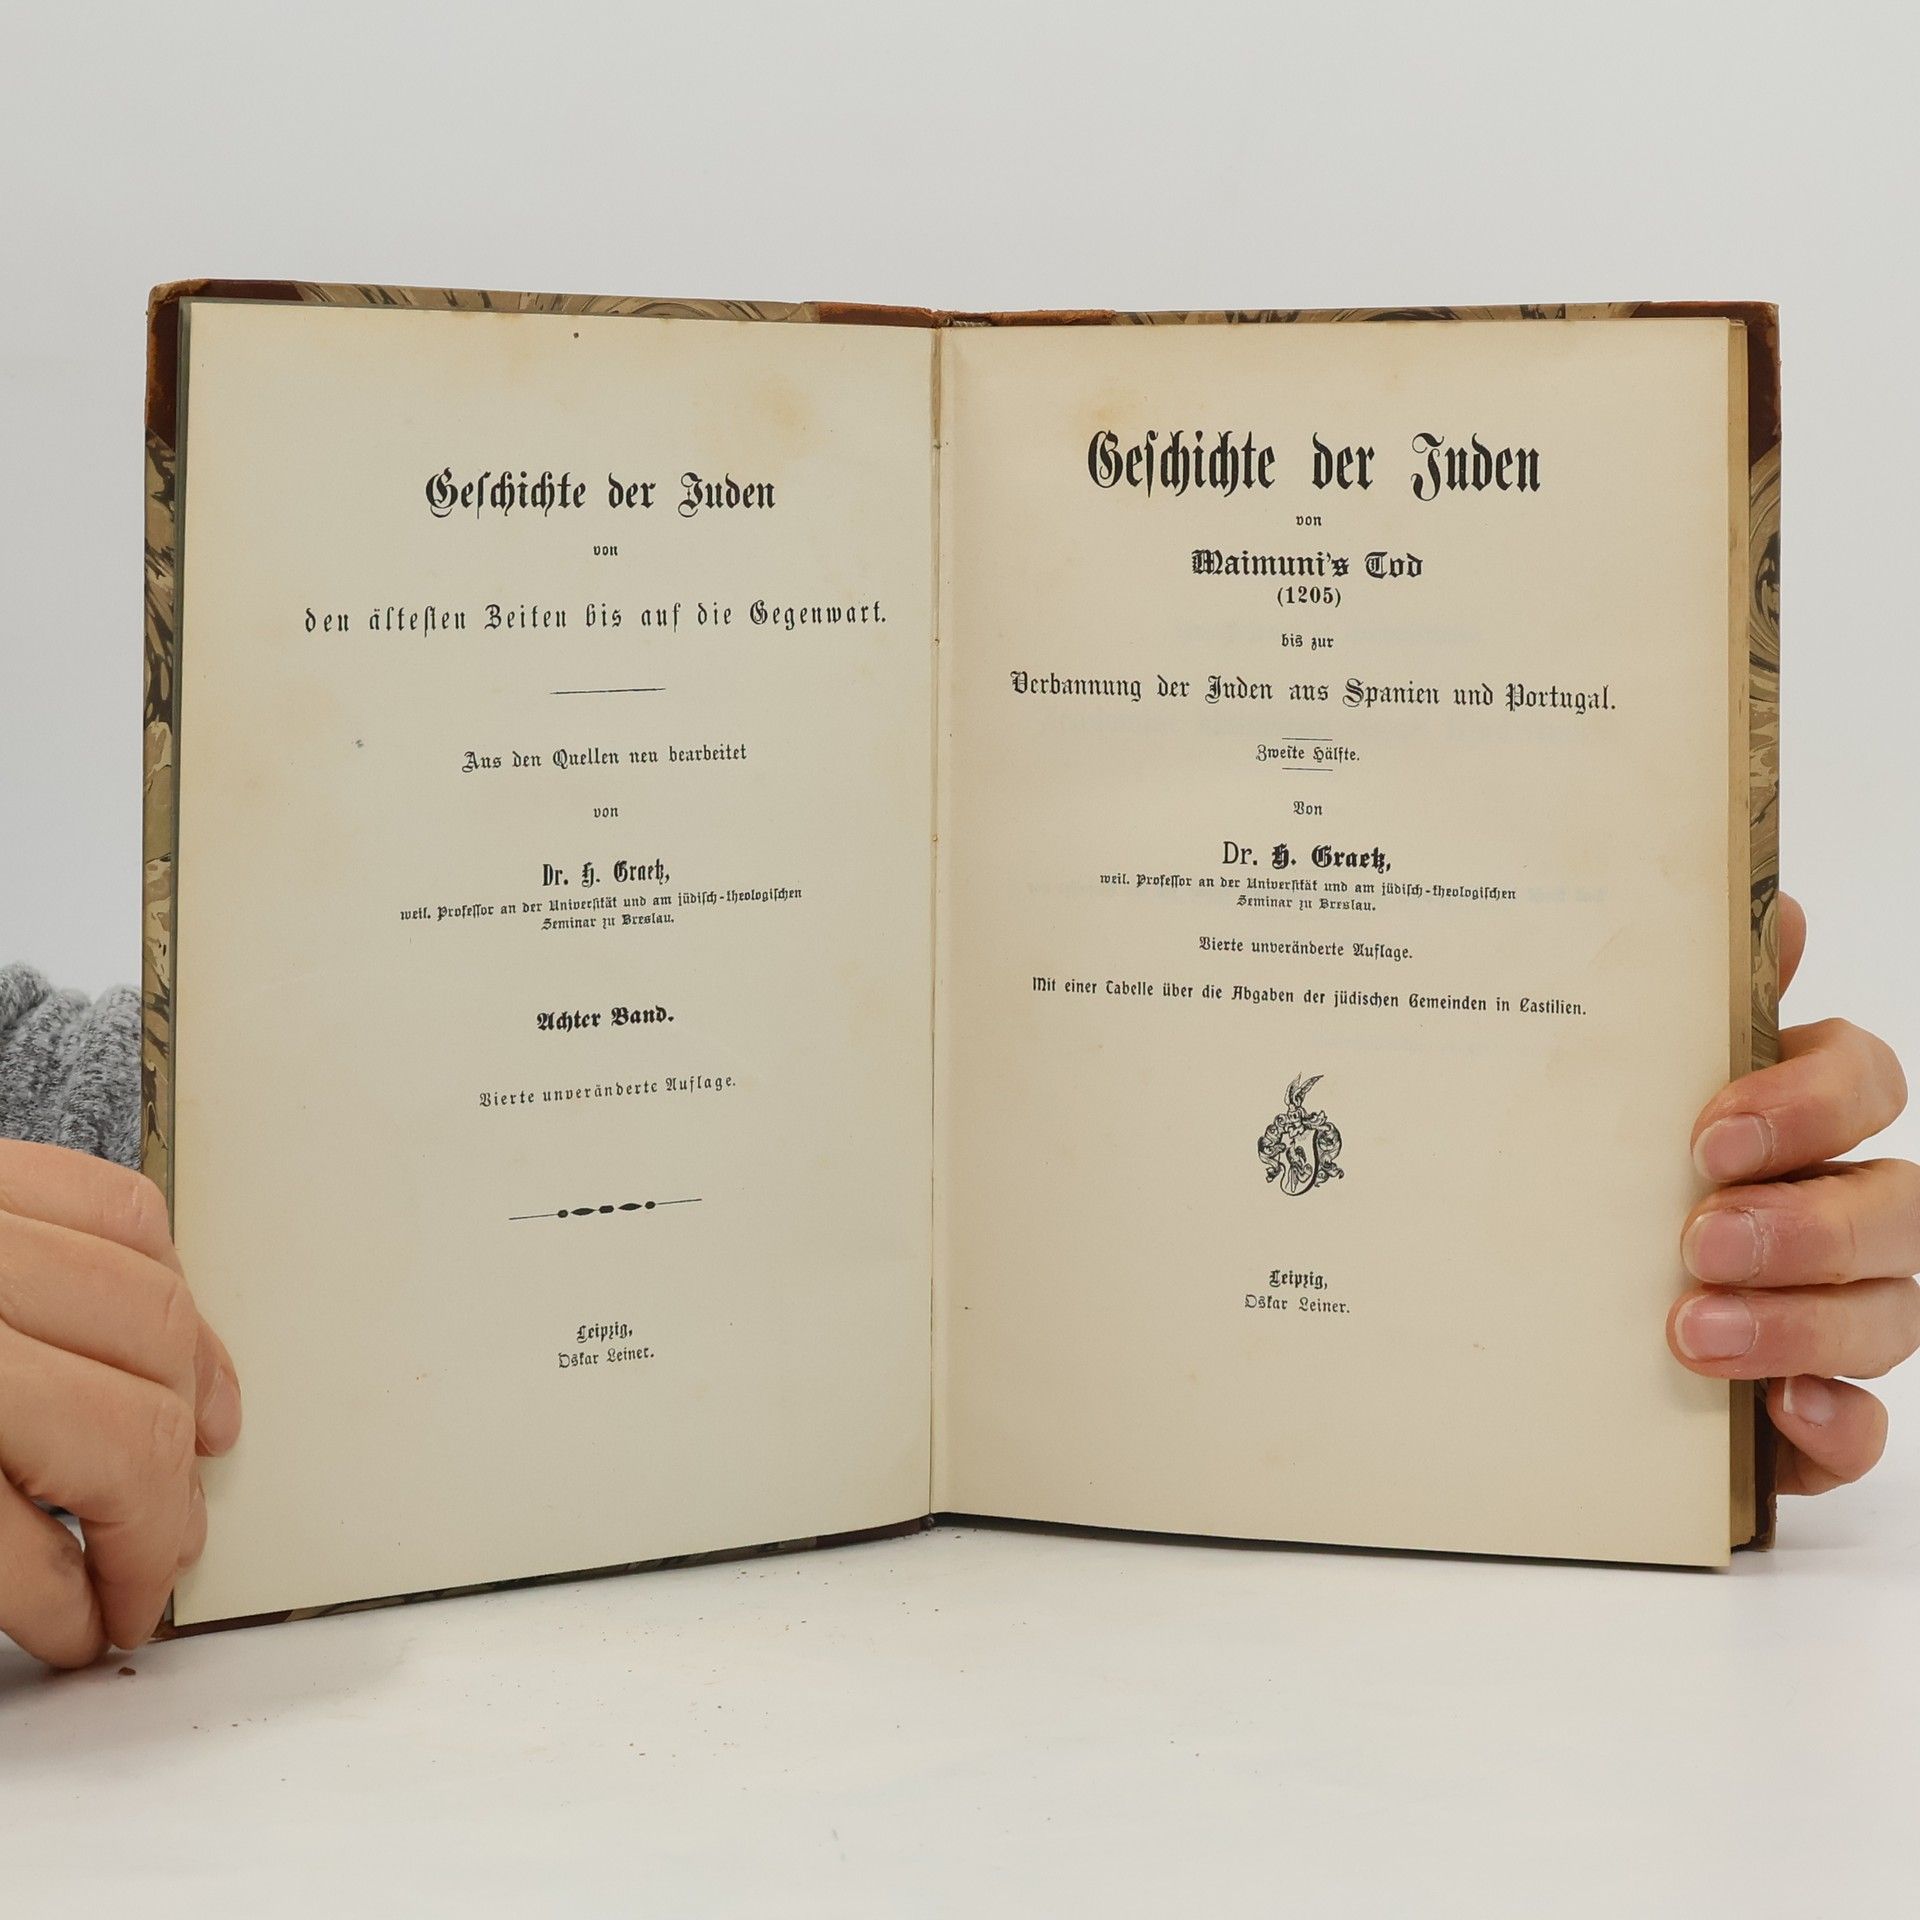 Geschichte der Juden
von
den ältesten Zeiten bis auf die Gegenwart.
Aus den Quellen neu bearbeitet
von
Dr. H. Graetz,
weil. Professor an der Universität und am jüdisch-theologischen
Seminar zu Breslau.
Achter Band.
Vierte unveränderte Auflage.
Leipzig,
Oskar Leiner.
Geschichte der Juden
von
Maimuni's Tod
(1205)
bis zur
Verbannung der Juden aus Spanien und Portugal.
Zweite Hälfte.
Von
Dr. H. Graetz,
weil. Professor an der Universität und am jüdisch-theologischen
Seminar zu Breslau.
Vierte unveränderte Auflage.
Mit einer Tabelle über die Abgaben der jüdischen Gemeinden in Castilien.
Leipzig,
Oskar Leiner.